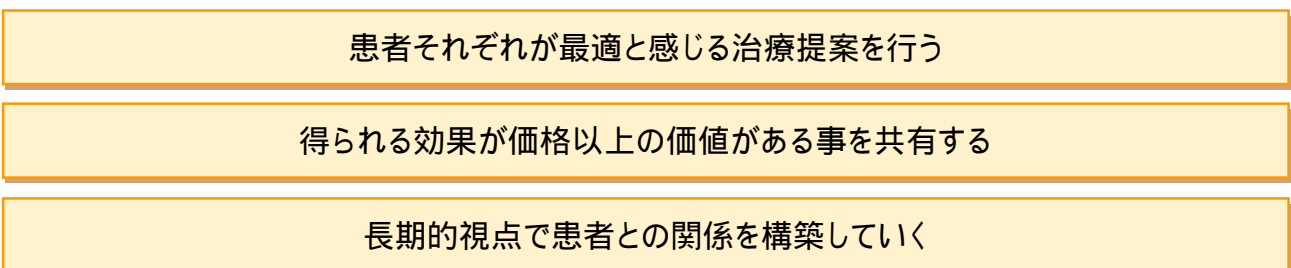 患者それぞれが最適と感じる治療提案を行う
得られる効果が価格以上の価値がある事を共有する
長期的視点で患者との関係を構築していく